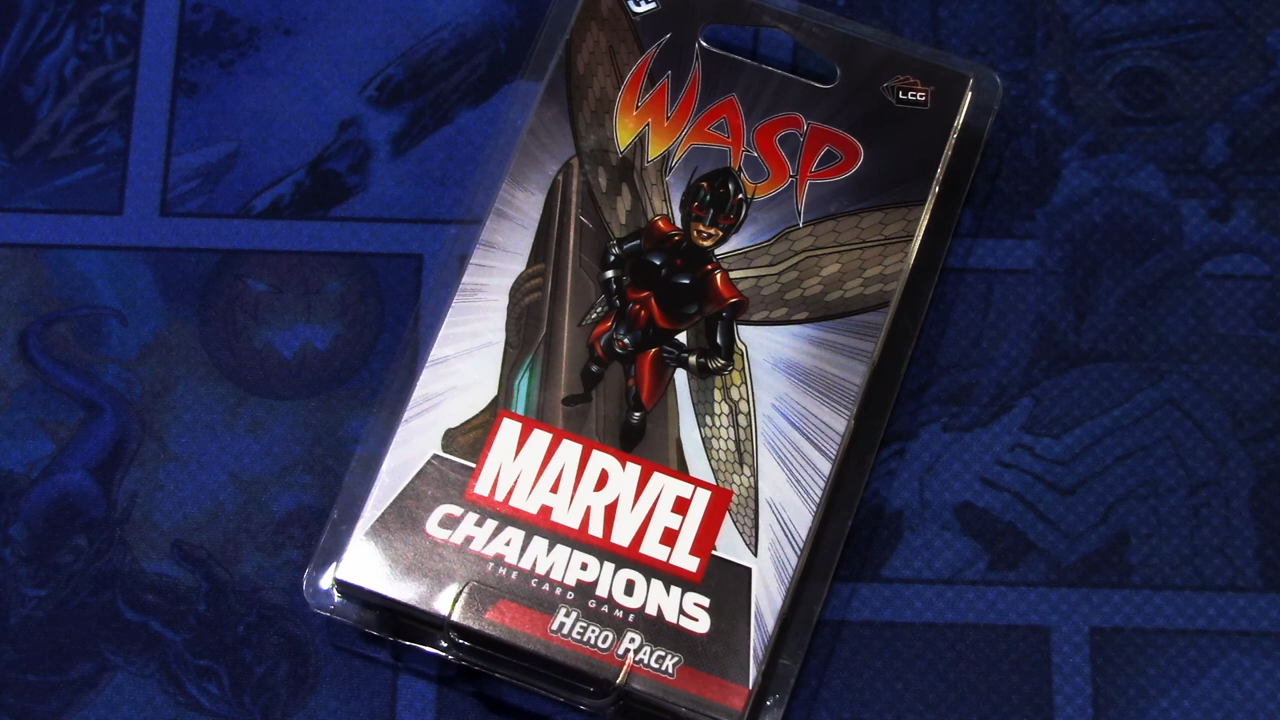 WASP
LCG
MARVEL
CHAMPIONS
THE CARD GAME
HERO PACK